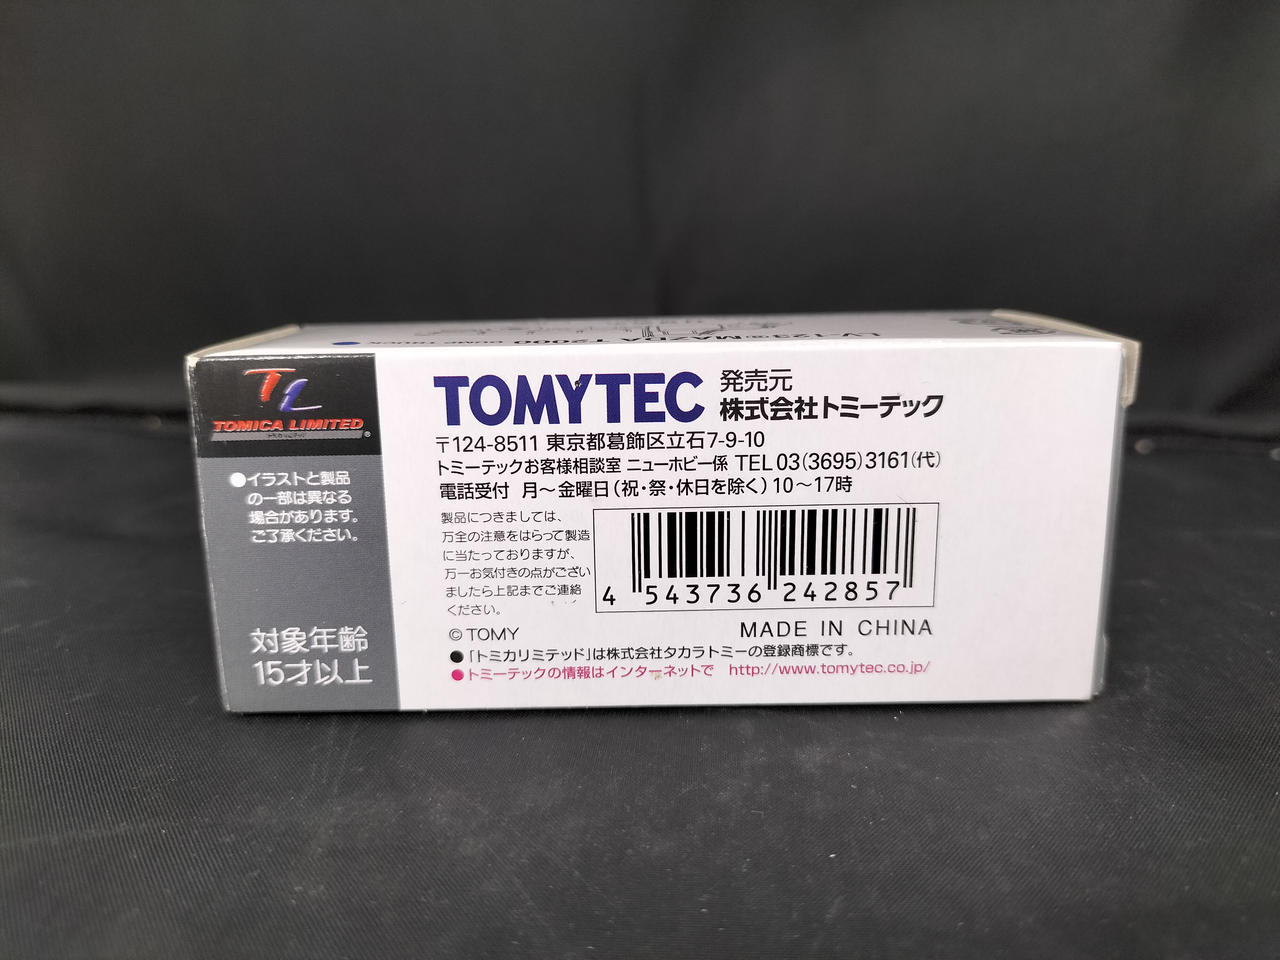 LV-123a MAZDA T2000 DUMP TRUCK
TL
TOMICA LIMITED
®
●イラストと製品
の一部は異なる
場合があります。
ご了承ください。
対象年齢
15才以上
TOMYTEC
発売元
株式会社トミーテック
〒124-8511 東京都葛飾区立石7-9-10
トミーテックお客様相談室 ニューホビー係 TEL 03(3695)3161(代)
電話受付 月～金曜日(祝・祭・休日を除く)10～17時
製品につきましては、
万全の注意をはらって製造
に当たっておりますが、
万一お気付きの点がござい
ましたら上記までご連絡
ください。
4 543736 242857
© TOMY
MADE IN CHINA
●「トミカリミテッド」は株式会社タカラトミーの登録商標です。
●トミーテックの情報はインターネットで http://www.tomytec.co.jp/